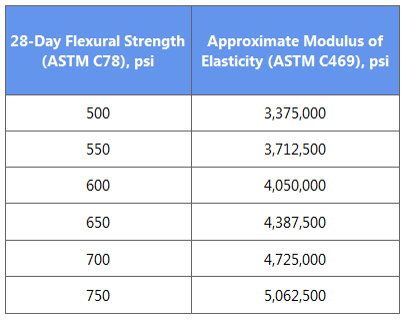 28-Day Flexural Strength
(ASTM C78), psi
Approximate Modulus of
Elasticity (ASTM C469), psi
500 3,375,000
550 3,712,500
600 4,050,000
650 4,387,500
700 4,725,000
750 5,062,500